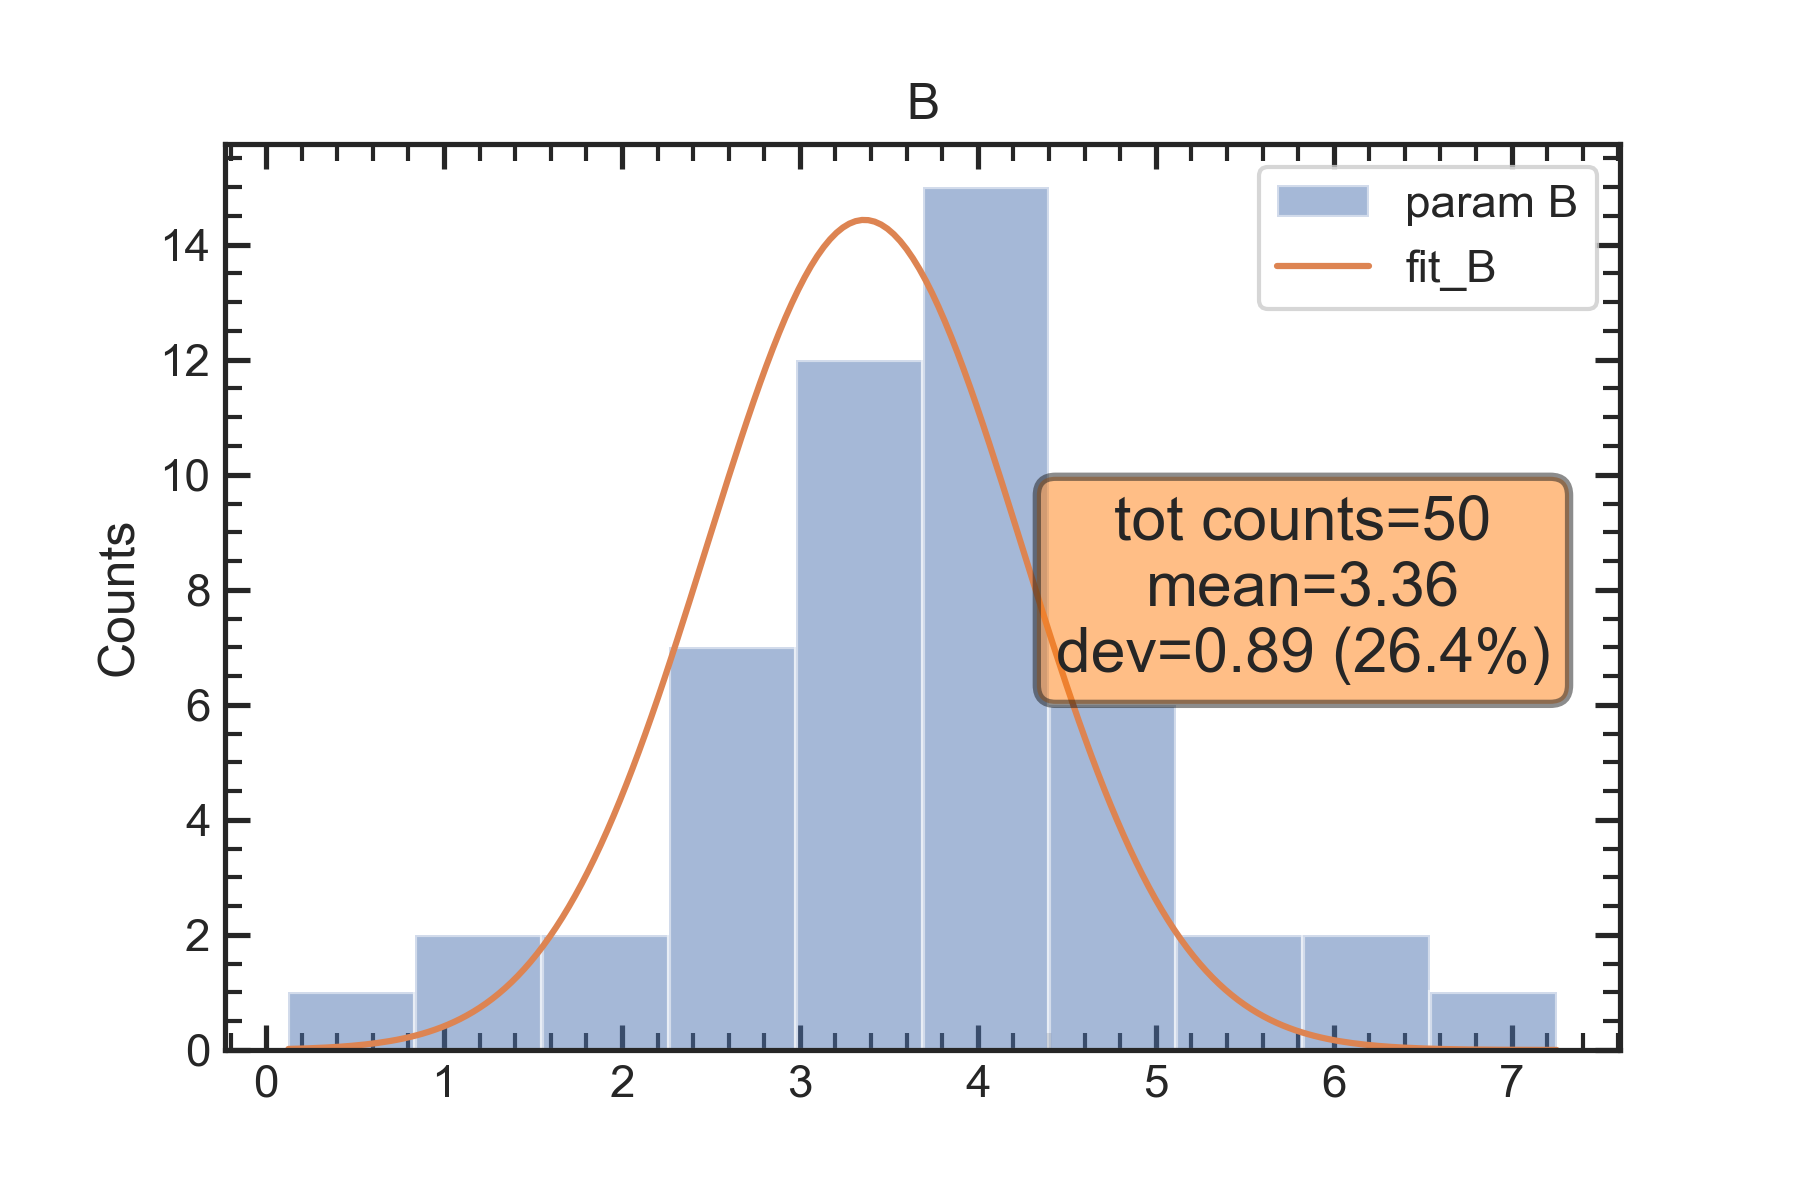 B
param B
fit_B
tot counts=50
mean=3.36
dev=0.89 (26.4%)
Counts
14
12
10
8
6
4
2
0
0 1 2 3 4 5 6 7